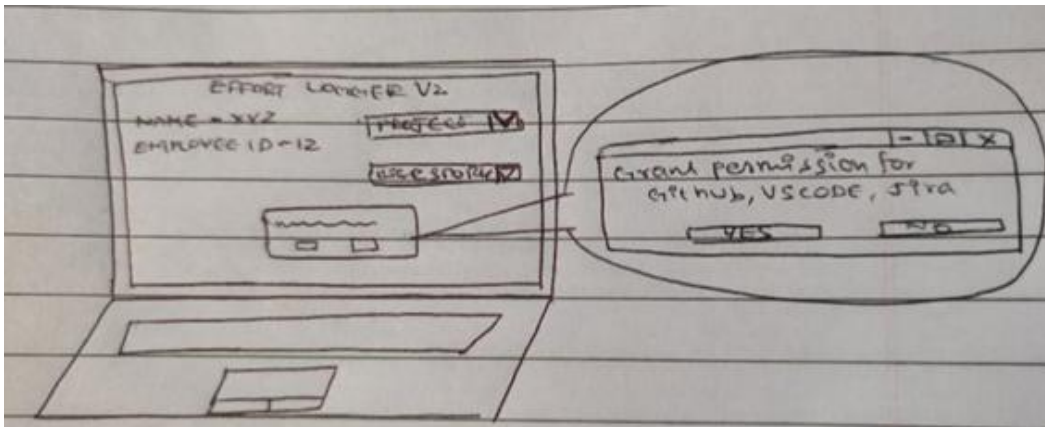 EFFORT LOGGER V2
NAME = XYZ
PROJECT
EMPLOYEE ID = 12
USER STORY
Grant permission for
Github, VSCODE, Jira
YES
NO